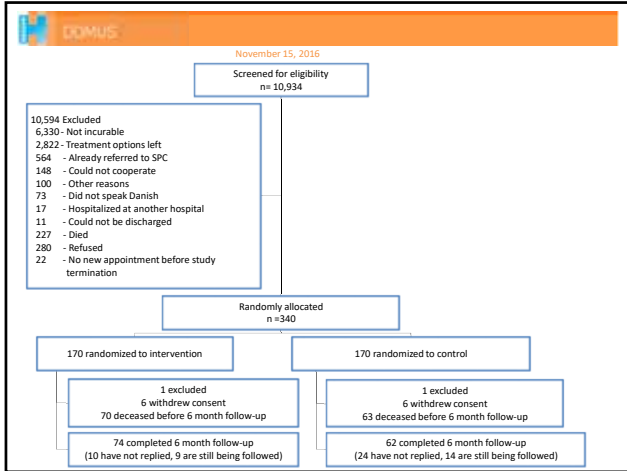 DOMUS
November 15, 2016
Screened for eligibility
n= 10,934
10,594 Excluded
6,330 - Not incurable
2,822 - Treatment options left
564 - Already referred to SPC
148 - Could not cooperate
100 - Other reasons
73 - Did not speak Danish
17 - Hospitalized at another hospital
11 - Could not be discharged
227 - Died
280 - Refused
22 - No new appointment before study
termination
Randomly allocated
n =340
170 randomized to intervention
170 randomized to control
1 excluded
6 withdrew consent
70 deceased before 6 month follow-up
1 excluded
6 withdrew consent
63 deceased before 6 month follow-up
74 completed 6 month follow-up
(10 have not replied, 9 are still being followed)
62 completed 6 month follow-up
(24 have not replied, 14 are still being followed)